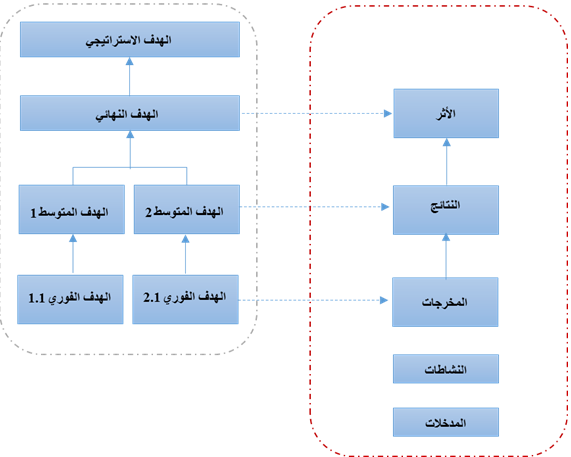 الهدف الاستراتيجي
الهدف النهائي
الأثر
الهدف المتوسط 1
الهدف المتوسط 2
النتائج
الهدف الفوري 1.1
الهدف الفوري 2.1
المخرجات
النشاطات
المدخلات